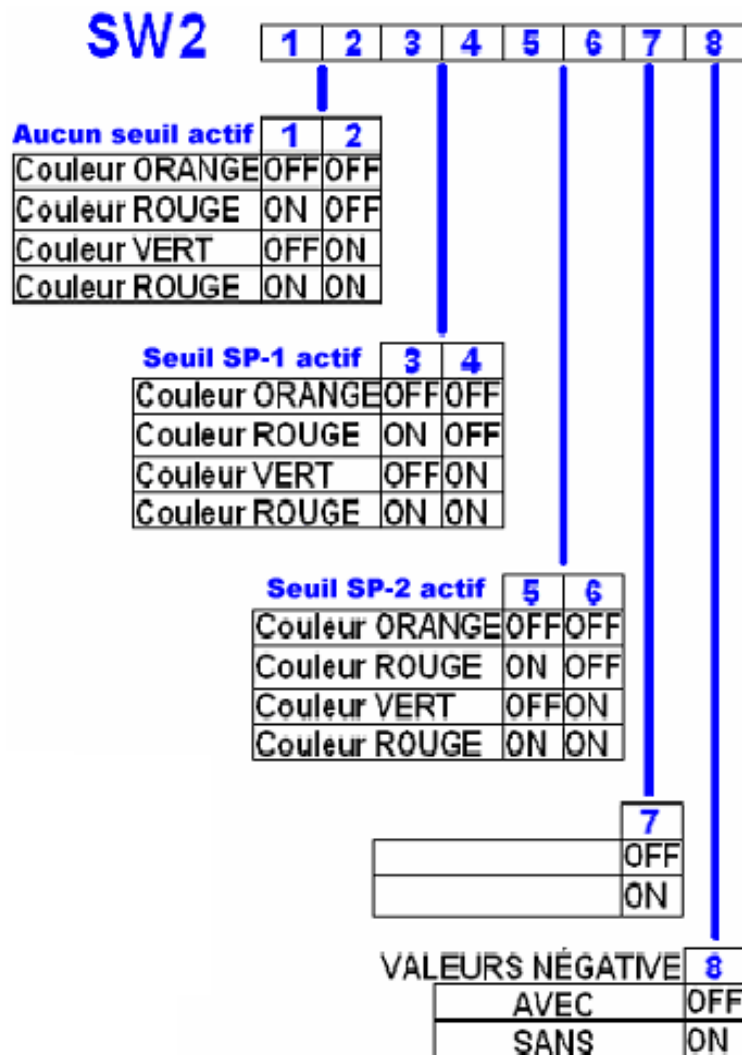 SW2 1 2 3 4 5 6 7 8
Aucun seuil actif 1 2
Couleur ORANGE OFF OFF
Couleur ROUGE ON OFF
Couleur VERT OFF ON
Couleur ROUGE ON ON
Seuil SP-1 actif 3 4
Couleur ORANGE OFF OFF
Couleur ROUGE ON OFF
Couleur VERT OFF ON
Couleur ROUGE ON ON
Seuil SP-2 actif 5 6
Couleur ORANGE OFF OFF
Couleur ROUGE ON OFF
Couleur VERT OFF ON
Couleur ROUGE ON ON
7
OFF
ON
VALEURS NÉGATIVE 8
AVEC OFF
SANS ON